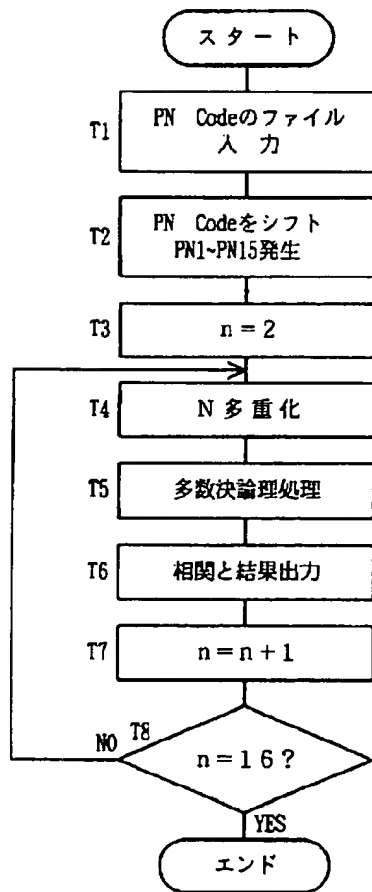 スタート
T1
PN Codeのファイル
入 力
T2
PN Codeをシフト
PN1~PN15発生
T3
n = 2
T4
N 多 重 化
T5
多数決論理処理
T6
相関と結果出力
T7
n = n + 1
T8
NO
n = 1 6 ?
YES
エンド